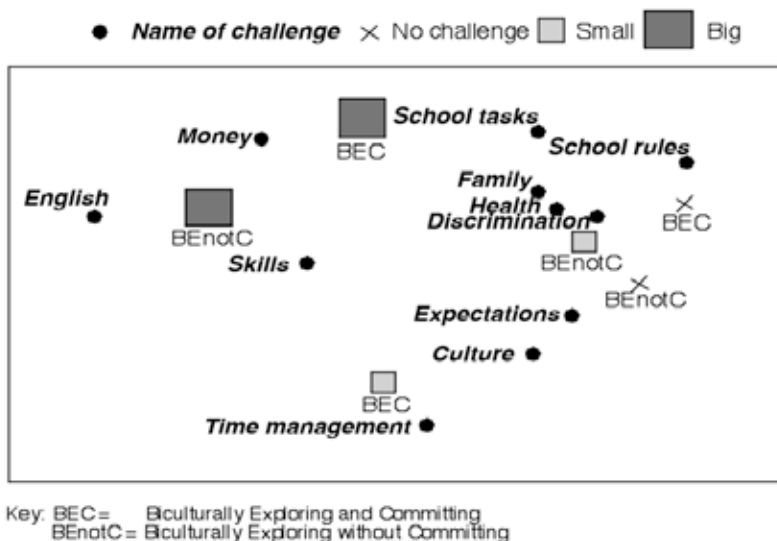 Name of challenge No challenge Small Big
School tasks
Money
BEC
School rules
Family
English
Health
Discrimination
BEC
BEnotC
Skills
BEnotC
BEnotC
Expectations
Culture
BEC
Time management
Key: BEC = Biculturally Exploring and Committing
BEnotC = Biculturally Exploring without Committing